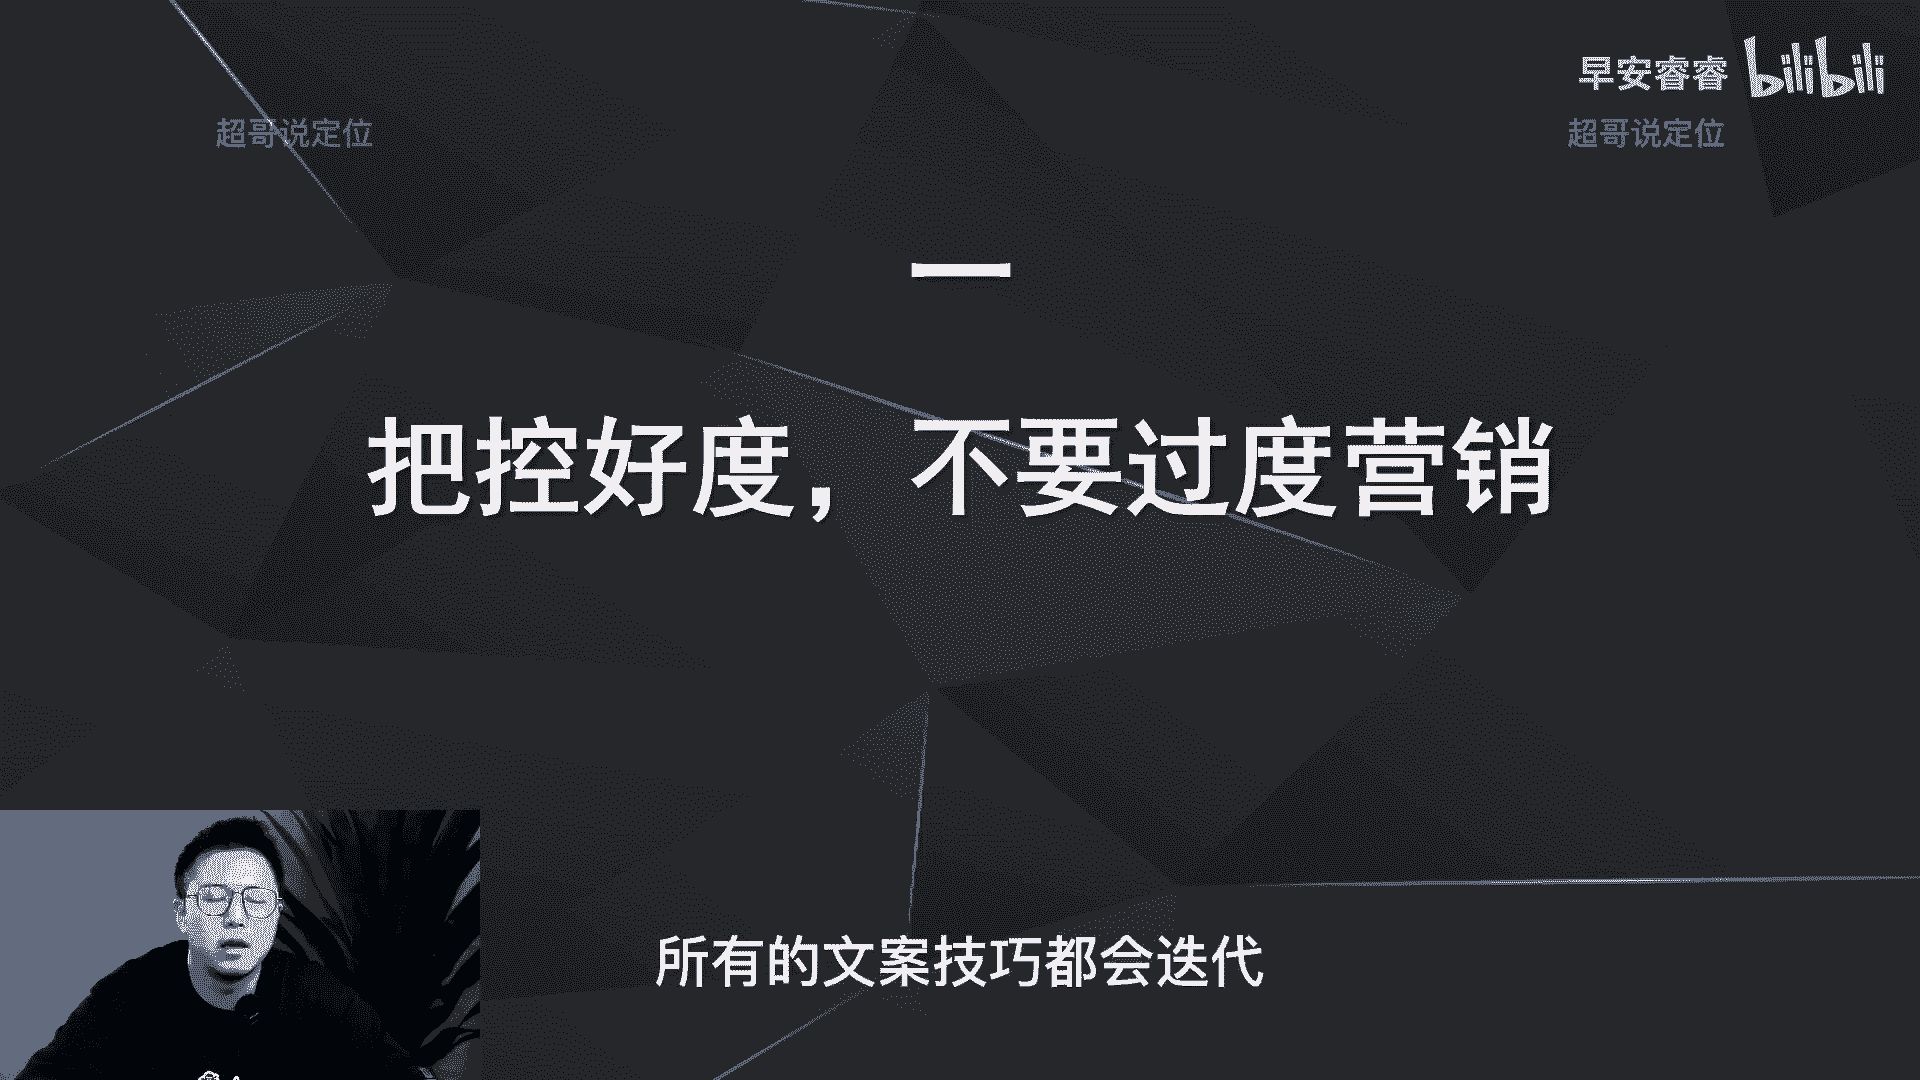 早安睿睿 bilibili
超哥说定位
超哥说定位
一
把控好度，不要过度营销
所有的文案技巧都会迭代